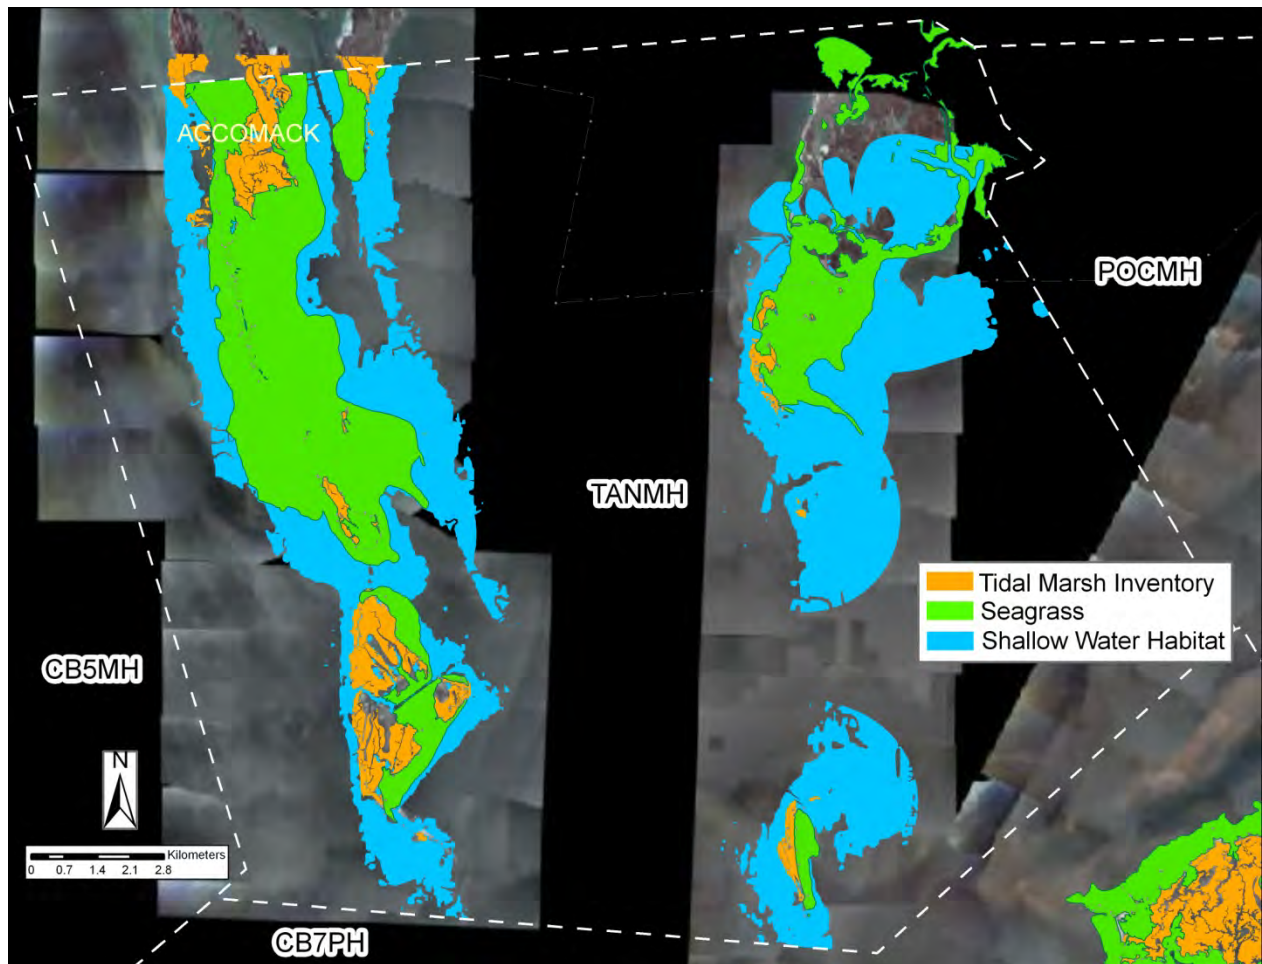 ACCOMACK
POCMH
TANMH
Tidal Marsh Inventory
Seagrass
Shallow Water Habitat
CB5MH
N
Kilometers
0 0.7 1.4 2.1 2.8
CB7PH